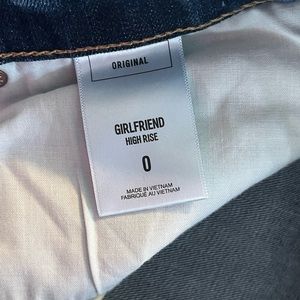 ORIGINAL
GIRLFRIEND
HIGH RISE
0
MADE IN VIETNAM
FABRIQUÉ AU VIETNAM